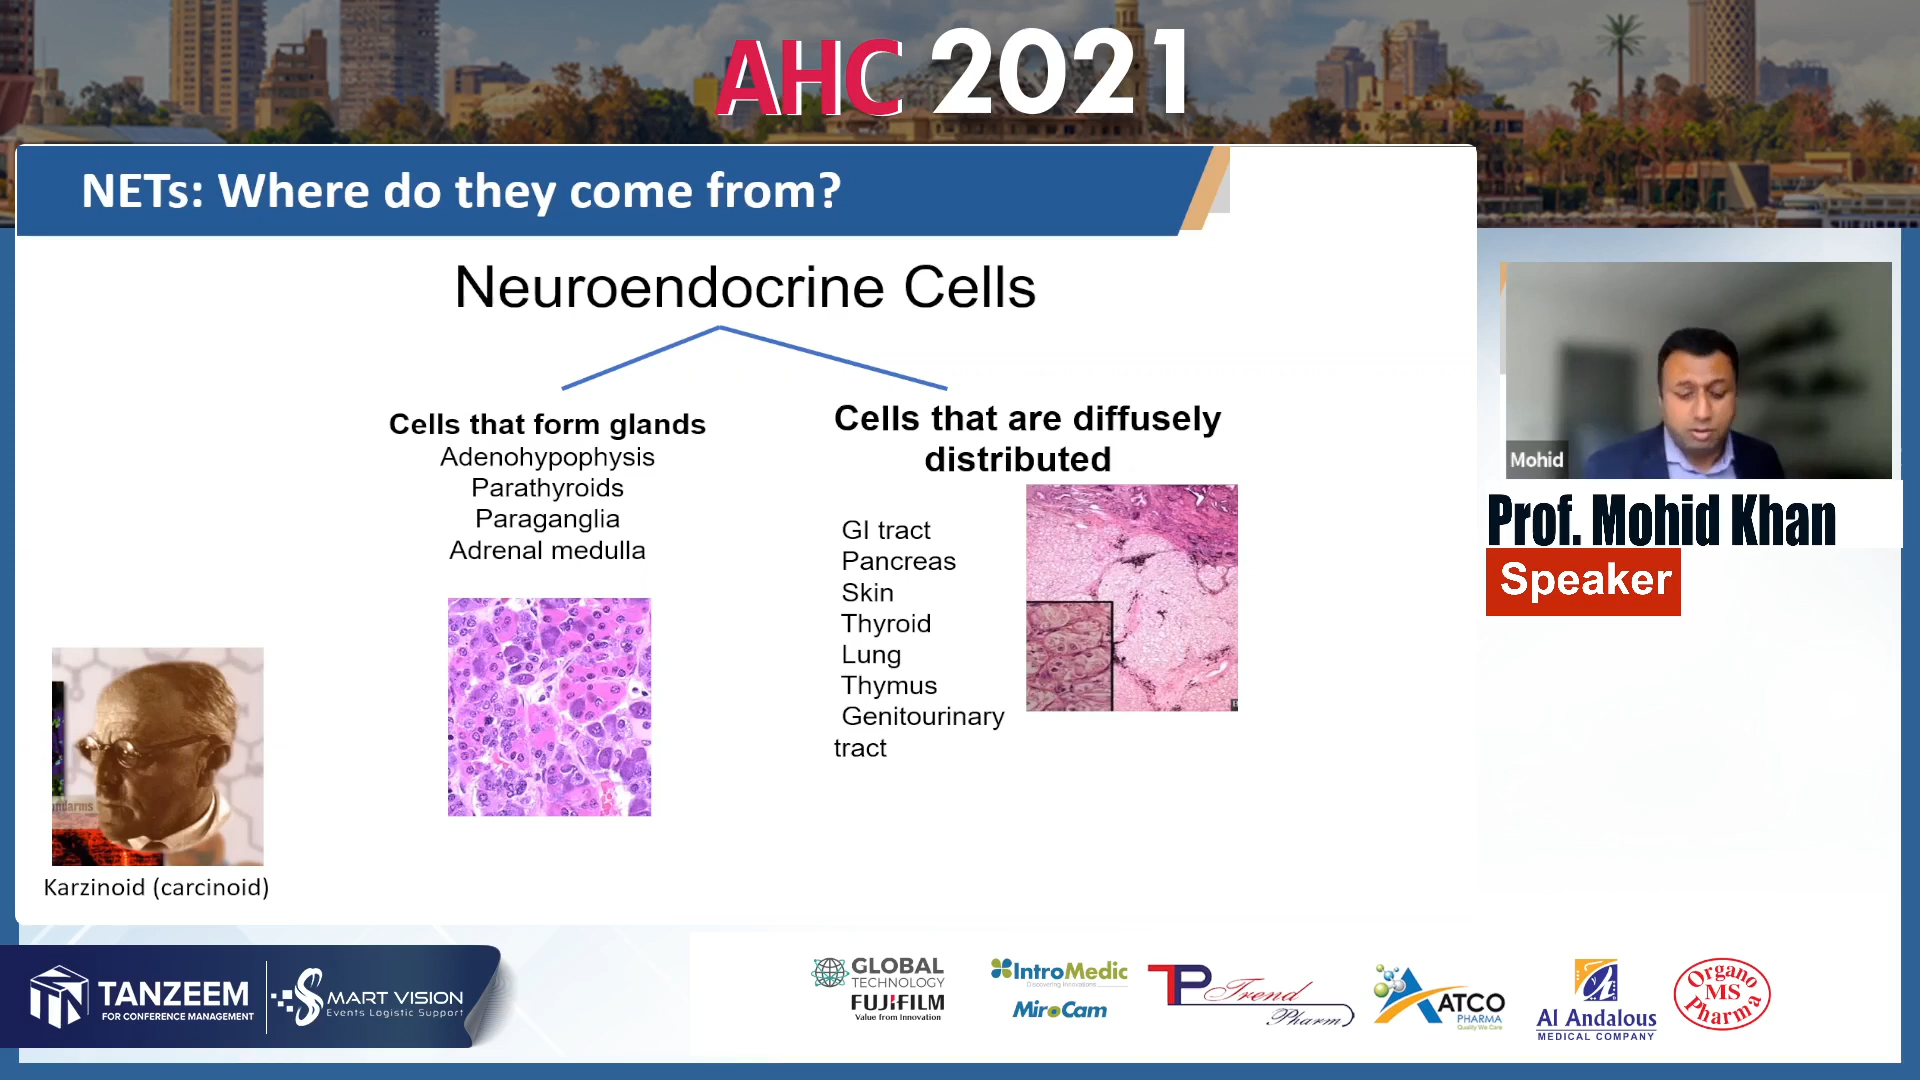 AHC 2021
NETs: Where do they come from?
Neuroendocrine Cells
Cells that form glands
Adenohypophysis
Parathyroids
Paraganglia
Adrenal medulla
Cells that are diffusely
distributed
GI tract
Pancreas
Skin
Thyroid
Lung
Thymus
Genitourinary
tract
Karzinoid (carcinoid)
Mohid
Prof. Mohid Khan
Speaker
TANZEEM
FOR CONFERENCE MANAGEMENT
SMART VISION
Events Logistic Support
GLOBAL
TECHNOLOGY
FUJIFILM
Value from Innovation
IntroMedic
Discovering Innovations
MiroCam
TP Trend
Pharm
ATCO
PHARMA
Quality We Care
Al Andalous
MEDICAL COMPANY
Organo
MS
Pharma